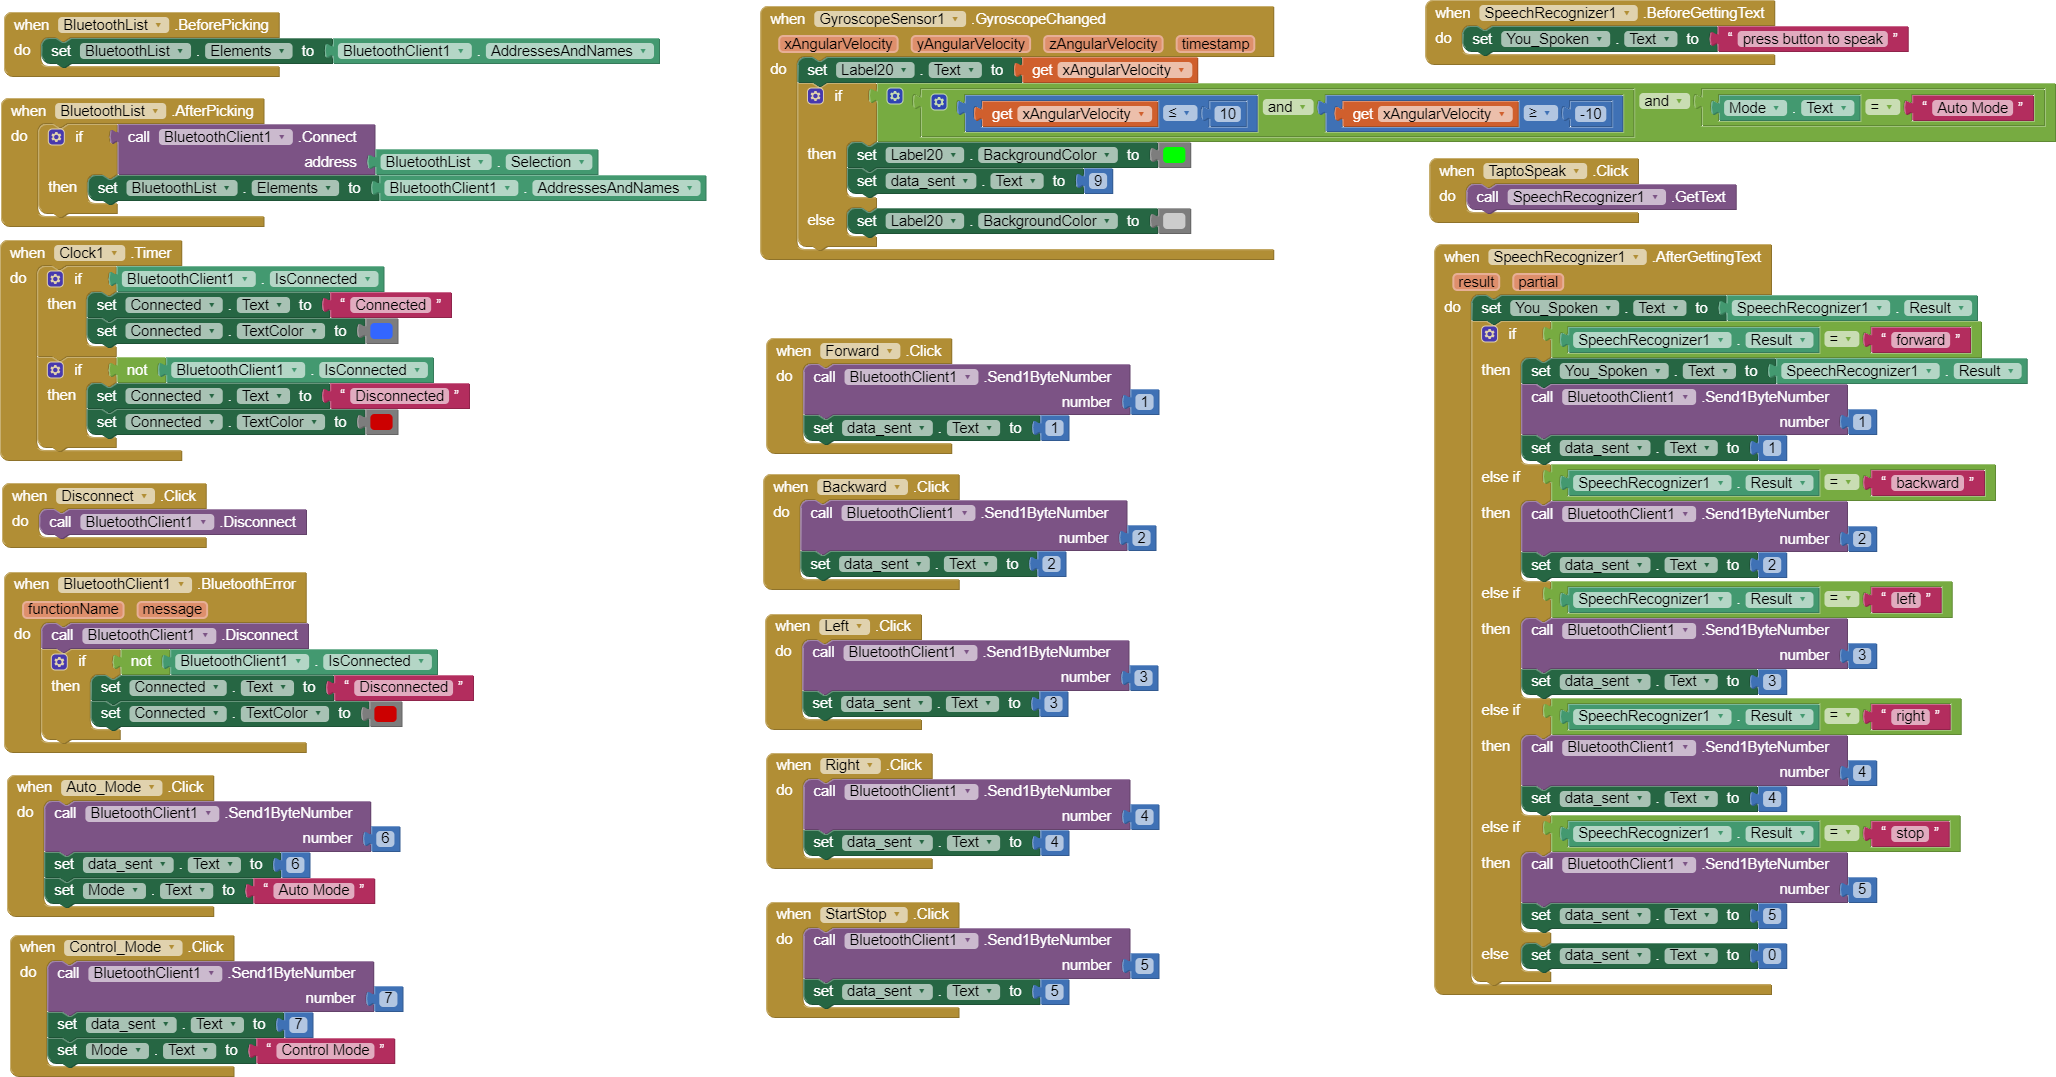 when BluetoothList .BeforePicking
do set BluetoothList . Elements to BluetoothClient1 . AddressesAndNames
when BluetoothList .AfterPicking
do if call BluetoothClient1 .Connect
address BluetoothList . Selection
then set BluetoothList . Elements to BluetoothClient1 . AddressesAndNames
when Clock1 .Timer
do if BluetoothClient1 . IsConnected
then set Connected . Text to “ Connected ”
set Connected . TextColor to
if not BluetoothClient1 . IsConnected
then set Connected . Text to “ Disconnected ”
set Connected . TextColor to
when Disconnect .Click
do call BluetoothClient1 .Disconnect
when BluetoothClient1 .BluetoothError
functionName message
do call BluetoothClient1 .Disconnect
if not BluetoothClient1 . IsConnected
then set Connected . Text to “ Disconnected ”
set Connected . TextColor to
when Auto_Mode .Click
do call BluetoothClient1 .Send1ByteNumber
number 6
set data_sent . Text to 6
set Mode . Text to “ Auto Mode ”
when Control_Mode .Click
do call BluetoothClient1 .Send1ByteNumber
number 7
set data_sent . Text to 7
set Mode . Text to “ Control Mode ”
when GyroscopeSensor1 .GyroscopeChanged
xAngularVelocity yAngularVelocity zAngularVelocity timestamp
do set Label20 . Text to get xAngularVelocity
if get xAngularVelocity ≤ 10 and get xAngularVelocity ≥ -10 and Mode . Text = “ Auto Mode ”
then set Label20 . BackgroundColor to
set data_sent . Text to 9
else set Label20 . BackgroundColor to
when Forward .Click
do call BluetoothClient1 .Send1ByteNumber
number 1
set data_sent . Text to 1
when Backward .Click
do call BluetoothClient1 .Send1ByteNumber
number 2
set data_sent . Text to 2
when Left .Click
do call BluetoothClient1 .Send1ByteNumber
number 3
set data_sent . Text to 3
when Right .Click
do call BluetoothClient1 .Send1ByteNumber
number 4
set data_sent . Text to 4
when StartStop .Click
do call BluetoothClient1 .Send1ByteNumber
number 5
set data_sent . Text to 5
when SpeechRecognizer1 .BeforeGettingText
do set You_Spoken . Text to “ press button to speak ”
when TaptoSpeak .Click
do call SpeechRecognizer1 .GetText
when SpeechRecognizer1 .AfterGettingText
result partial
do set You_Spoken . Text to SpeechRecognizer1 . Result
if SpeechRecognizer1 . Result = “ forward ”
then set You_Spoken . Text to SpeechRecognizer1 . Result
call BluetoothClient1 .Send1ByteNumber
number 1
set data_sent . Text to 1
else if SpeechRecognizer1 . Result = “ backward ”
then call BluetoothClient1 .Send1ByteNumber
number 2
set data_sent . Text to 2
else if SpeechRecognizer1 . Result = “ left ”
then call BluetoothClient1 .Send1ByteNumber
number 3
set data_sent . Text to 3
else if SpeechRecognizer1 . Result = “ right ”
then call BluetoothClient1 .Send1ByteNumber
number 4
set data_sent . Text to 4
else if SpeechRecognizer1 . Result = “ stop ”
then call BluetoothClient1 .Send1ByteNumber
number 5
set data_sent . Text to 5
else set data_sent . Text to 0